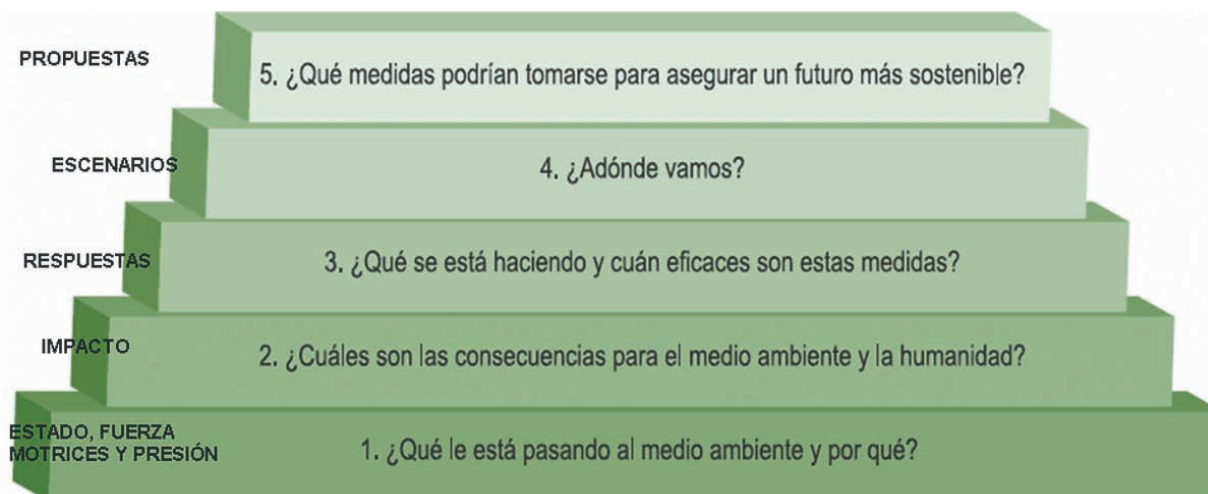 PROPUESTAS
5. ¿Qué medidas podrían tomarse para asegurar un futuro más sostenible?
ESCENARIOS
4. ¿Adónde vamos?
RESPUESTAS
3. ¿Qué se está haciendo y cuán eficaces son estas medidas?
IMPACTO
2. ¿Cuáles son las consecuencias para el medio ambiente y la humanidad?
ESTADO, FUERZA
MOTRICES Y PRESIÓN
1. ¿Qué le está pasando al medio ambiente y por qué?